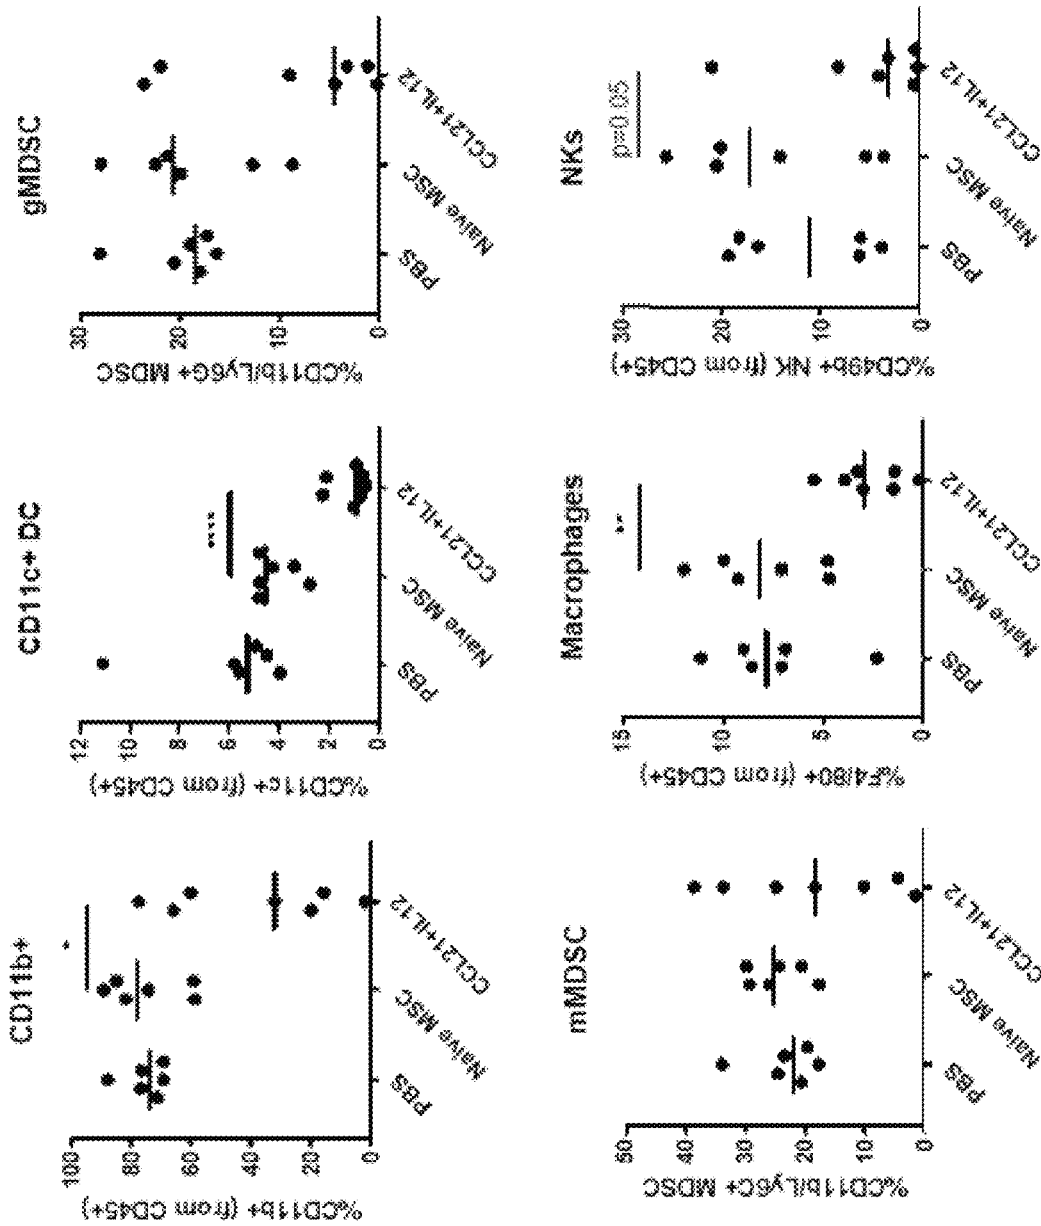 CD11b+
%CD11b+ (from CD45+)
100
80
60
40
20
0
*
PBS
Naive MSC
CCL21+IL12
CD11c+ DC
%CD11c+ (from CD45+)
12
10
8
6
4
2
0
****
PBS
Naive MSC
CCL21+IL12
gMDSC
%CD11b/Ly6G+ MDSC
30
20
10
0
PBS
Naive MSC
CCL21+IL12
mMDSC
%CD11b/Ly6C+ MDSC
50
40
30
20
10
0
PBS
Naive MSC
CCL21+IL12
Macrophages
%F4/80+ (from CD45+)
15
10
5
0
**
PBS
Naive MSC
CCL21+IL12
NKs
%CD49b+ NK (from CD45+)
30
20
10
0
p=0.05
PBS
Naive MSC
CCL21+IL12